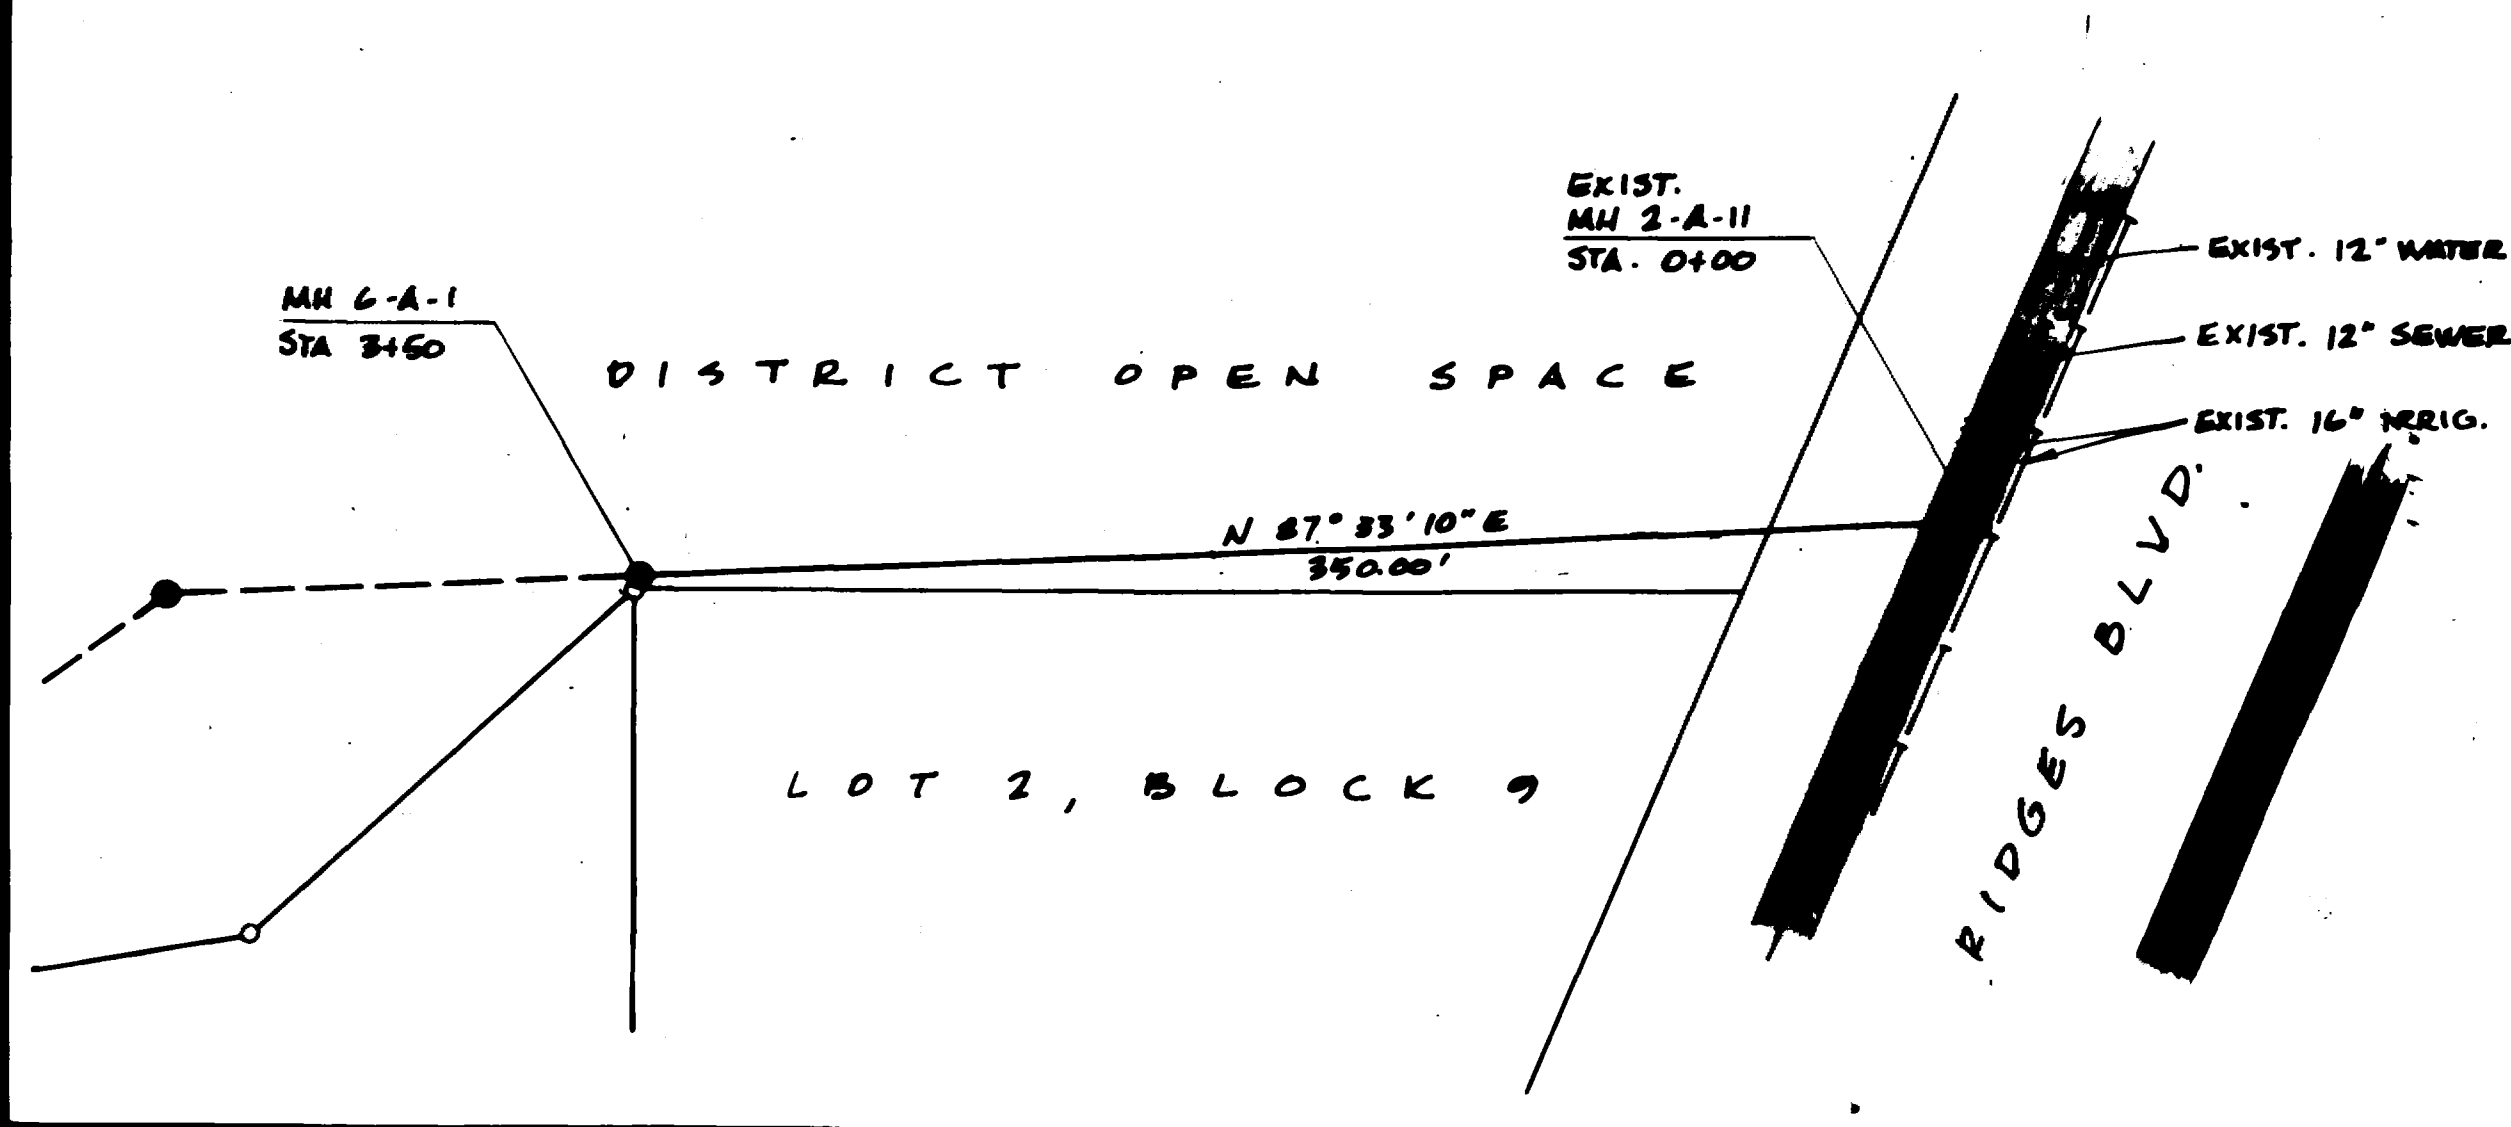 EXIST.
MH 2-A-11
STA. 0+00
EXIST. 12" WATER
MH 6-A-1
STA 3+50
EXIST. 12" SEWER
DISTRICT OPEN SPACE
EXIST. 16" IRRIG.
N 87° 33' 10" E
350.00'
RIDGES BLVD.
LOT 2, BLOCK 9